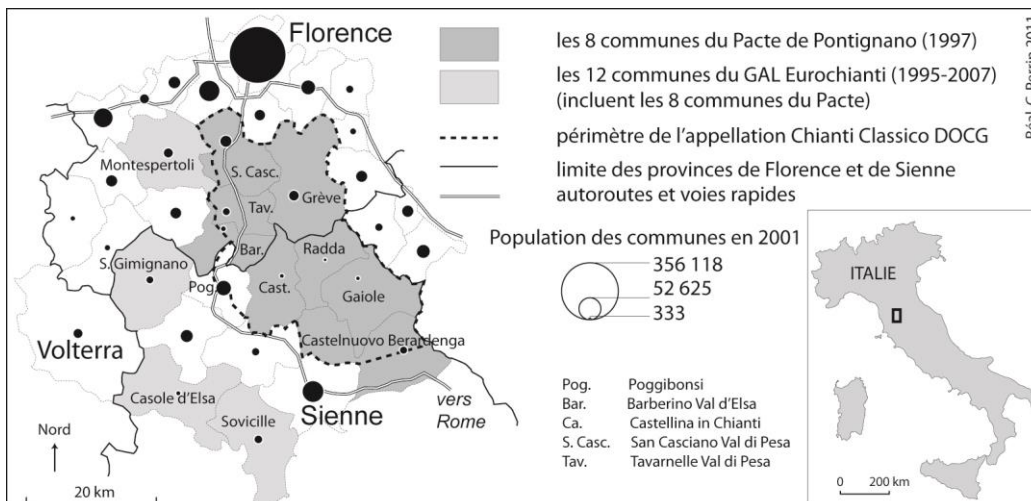 Florence
Montespertoli
S. Casc.
Grève
Tav.
Radda
Bar.
S. Gimignano
Pog.
Cast.
Gaiole
Volterra
Castelnuovo Berardenga
Casole d'Elsa
Sienne
vers
Rome
Sovicille
Nord
20 km
les 8 communes du Pacte de Pontignano (1997)
les 12 communes du GAL Eurochianti (1995-2007)
(incluent les 8 communes du Pacte)
périmètre de l'appellation Chianti Classico DOCG
limite des provinces de Florence et de Sienne
autoroutes et voies rapides
Population des communes en 2001
356 118
52 625
333
Pog. Poggibonsi
Bar. Barberino Val d'Elsa
Ca. Castellina in Chianti
S. Casc. San Casciano Val di Pesa
Tav. Tavarnelle Val di Pesa
ITALIE
0 200 km
Réal. C. Perrin 2011